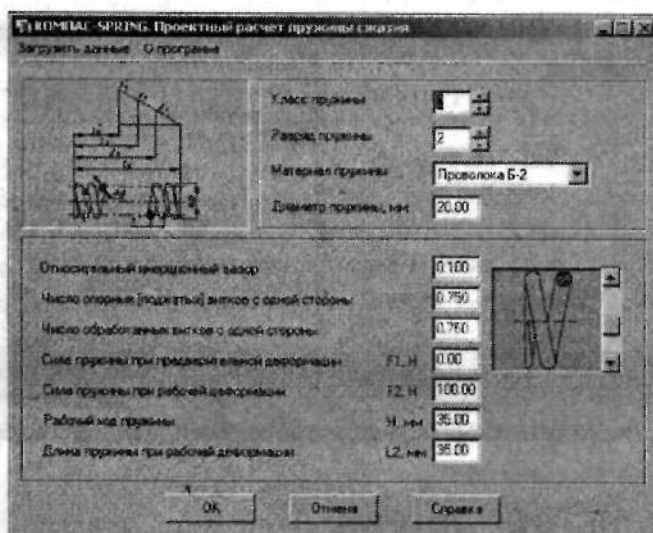 КОМПАС-SPRING. Проектный расчет пружины сжатия
Загрузить данные О программе
Класс пружины
Разряд пружины 2
Материал пружины Проволока Б-2
Диаметр пружины, мм 20.00
Относительный инерционный зазор 0.100
Число опорных (поджатых) витков с одной стороны 0.750
Число обработанных витков с одной стороны 0.750
Сила пружины при предварительной деформации F1, Н 0.00
Сила пружины при рабочей деформации F2, Н 100.00
Рабочий ход пружины H, мм 35.00
Длина пружины при рабочей деформации L2, мм 35.00
OK Отмена Справка